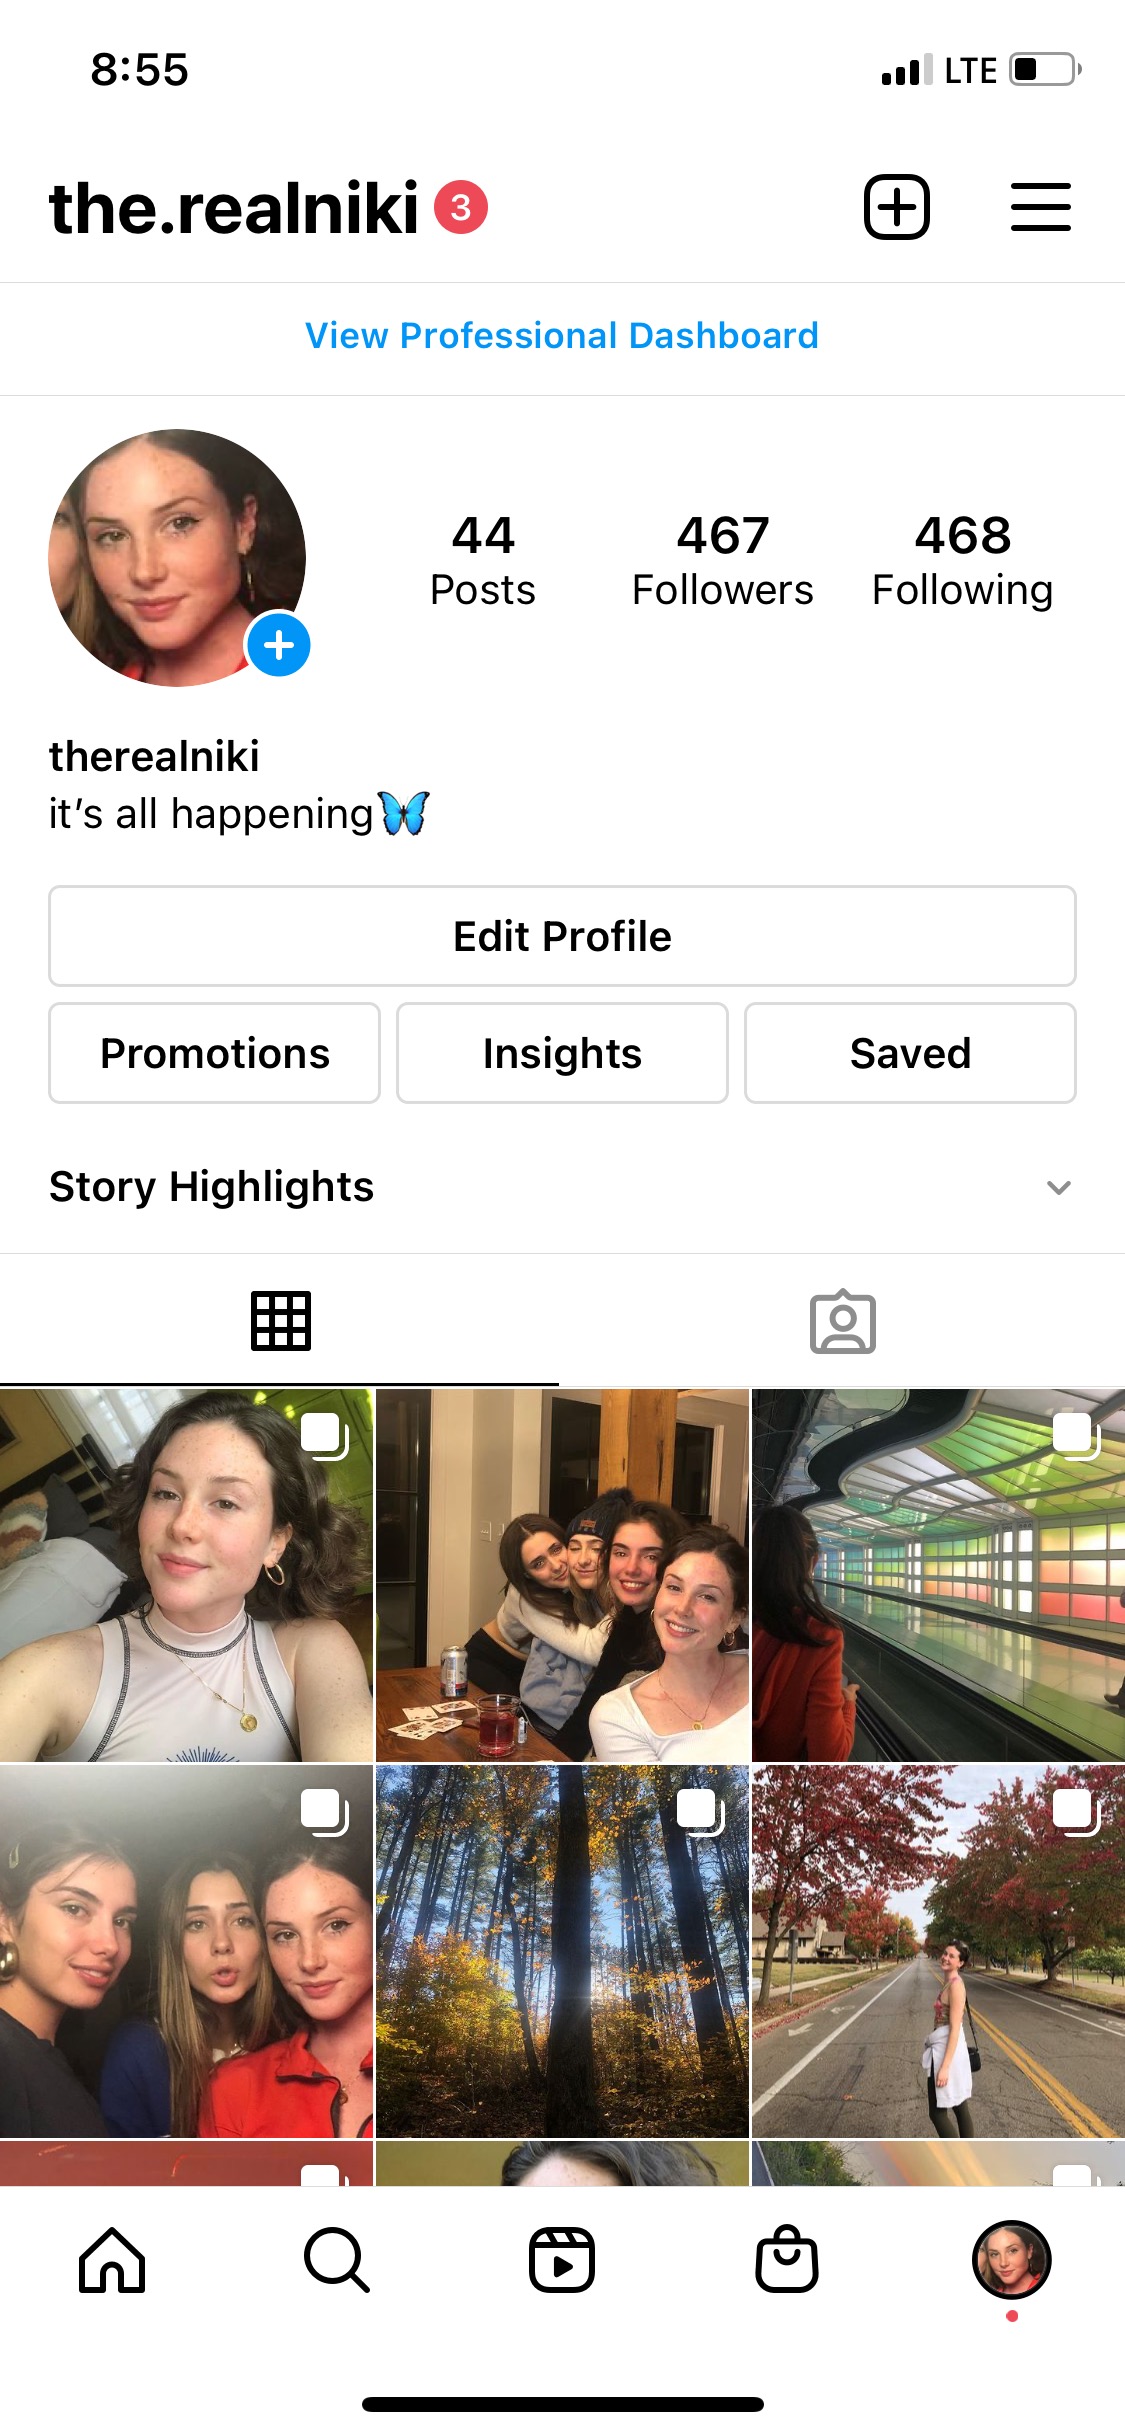 8:55 LTE
the.realniki 3
View Professional Dashboard
44 467 468
Posts Followers Following
therealniki
it’s all happening🦋
Edit Profile
Promotions Insights Saved
Story Highlights